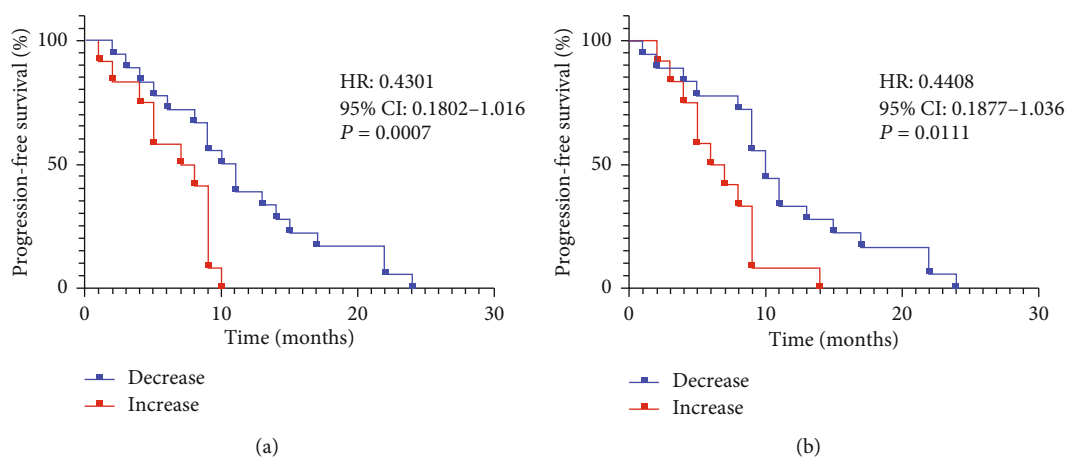 Progression-free survival (%)
100
50
0
HR: 0.4301
95% CI: 0.1802–1.016
P = 0.0007
0 10 20 30
Time (months)
Decrease
Increase
(a)
Progression-free survival (%)
100
50
0
HR: 0.4408
95% CI: 0.1877–1.036
P = 0.0111
0 10 20 30
Time (months)
Decrease
Increase
(b)